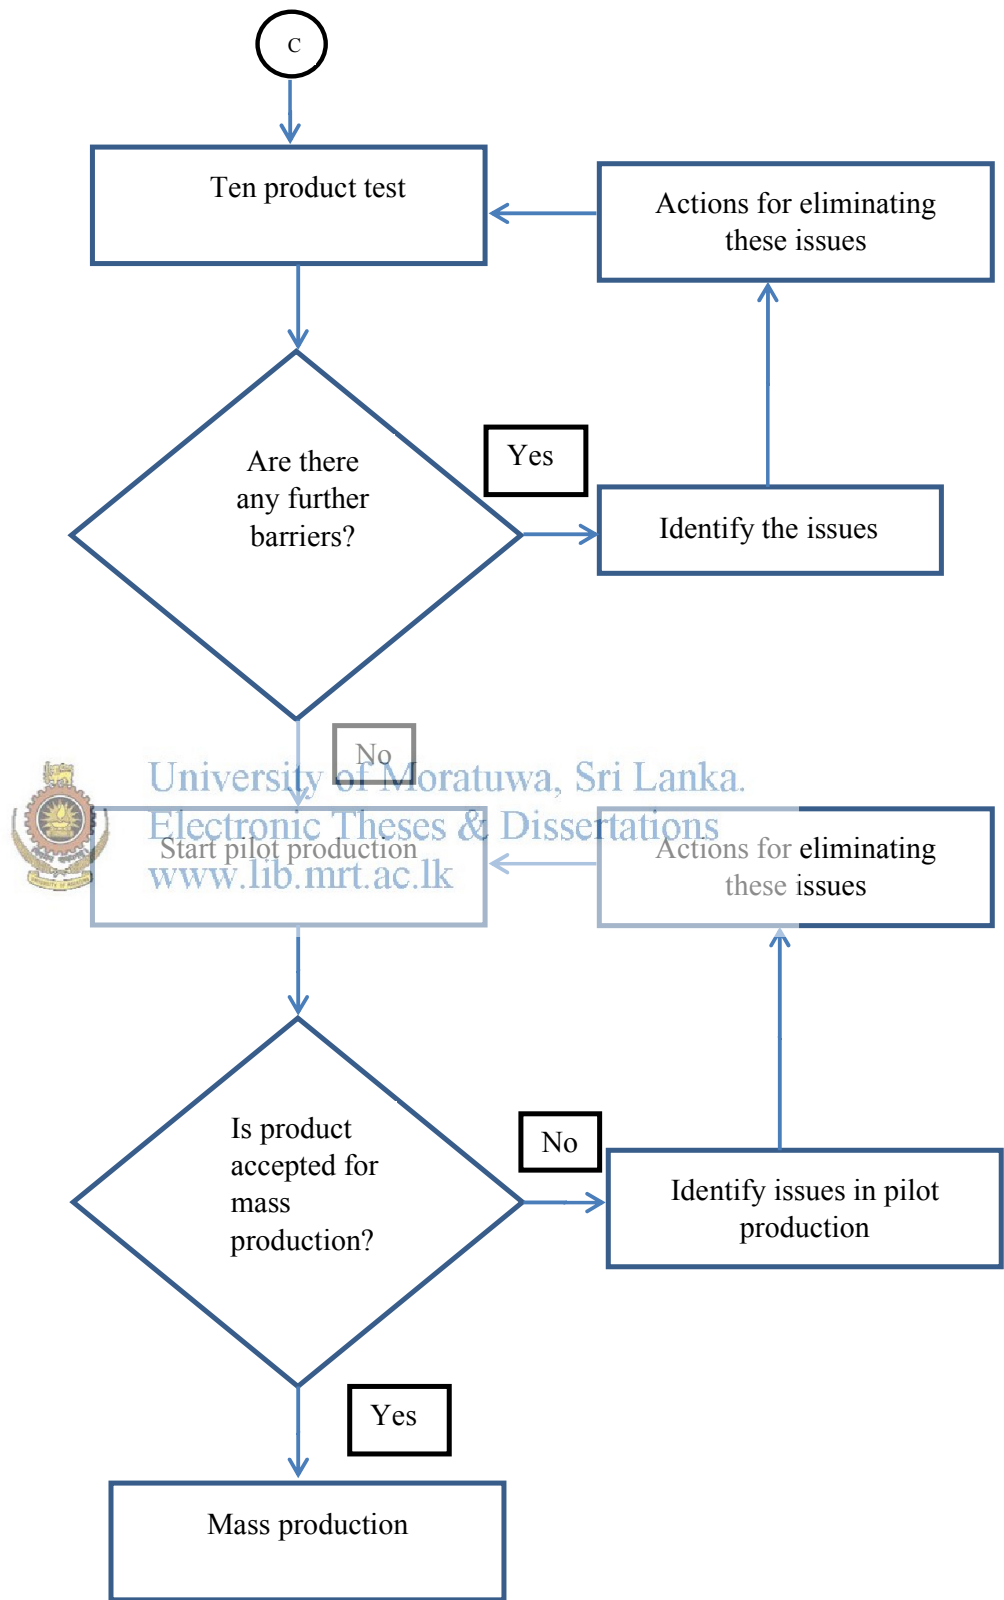 C
Ten product test
Actions for eliminating
these issues
Are there
any further
barriers?
Yes
Identify the issues
No
University of Moratuwa, Sri Lanka.
Electronic Theses & Dissertations
www.lib.mrt.ac.lk
Start pilot production
Actions for eliminating
these issues
Is product
accepted for
mass
production?
No
Identify issues in pilot
production
Yes
Mass production